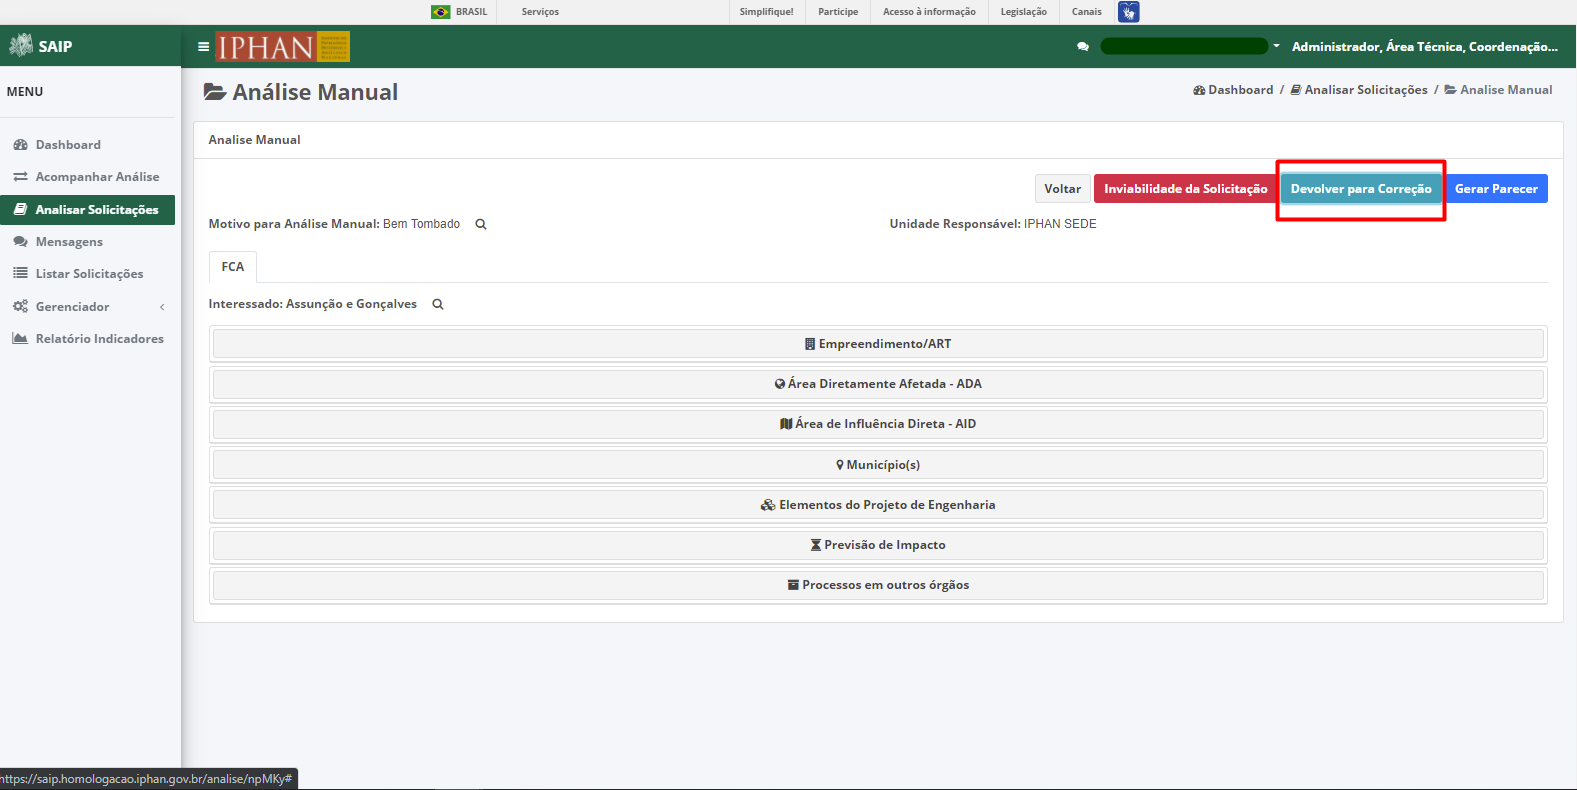 BRASIL Serviços Simplifique! Participe Acesso à informação Legislação Canais
SAIP IPHAN Administrador, Área Técnica, Coordenação...
MENU
Dashboard
Acompanhar Análise
Analisar Solicitações
Mensagens
Listar Solicitações
Gerenciador
Relatório Indicadores
Análise Manual
Dashboard / Analisar Solicitações / Analise Manual
Analise Manual
Voltar Inviabilidade da Solicitação Devolver para Correção Gerar Parecer
Motivo para Análise Manual: Bem Tombado Unidade Responsável: IPHAN SEDE
FCA
Interessado: Assunção e Gonçalves
Empreendimento/ART
Área Diretamente Afetada - ADA
Área de Influência Direta - AID
Município(s)
Elementos do Projeto de Engenharia
Previsão de Impacto
Processos em outros órgãos
https://saip.homologacao.iphan.gov.br/analise/npMKy#